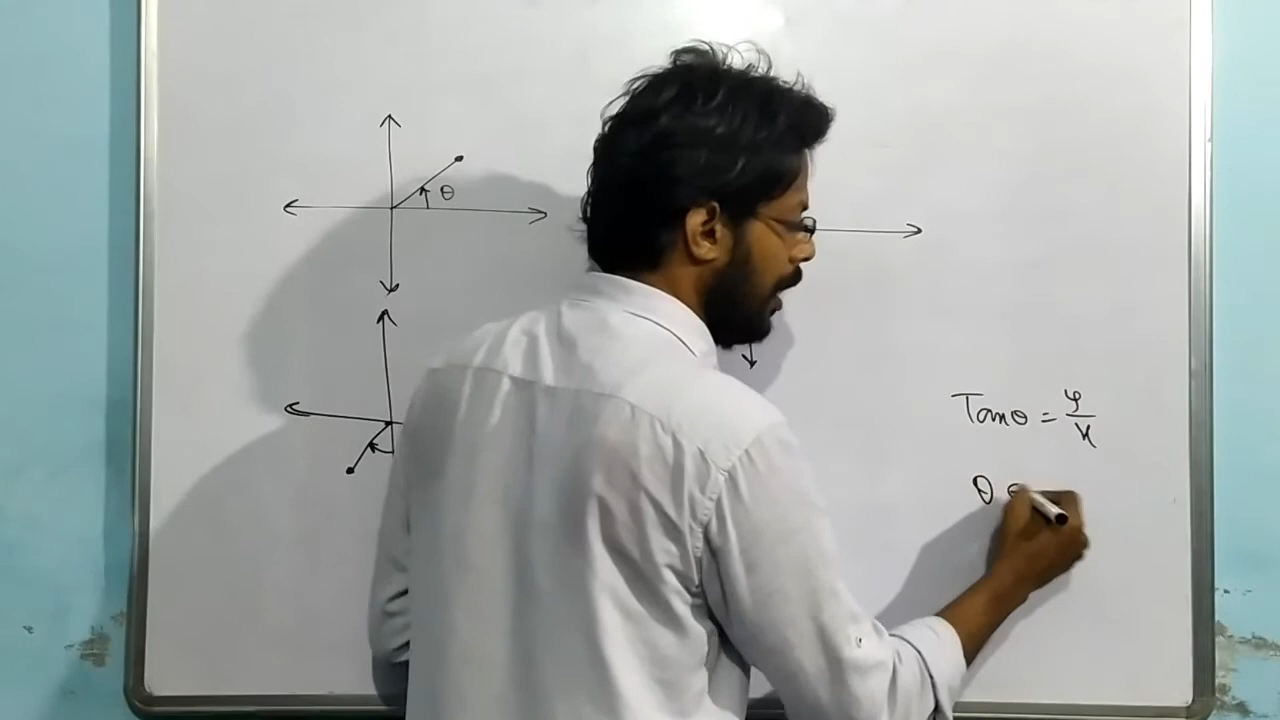 θ
Tanθ = y/x
θ